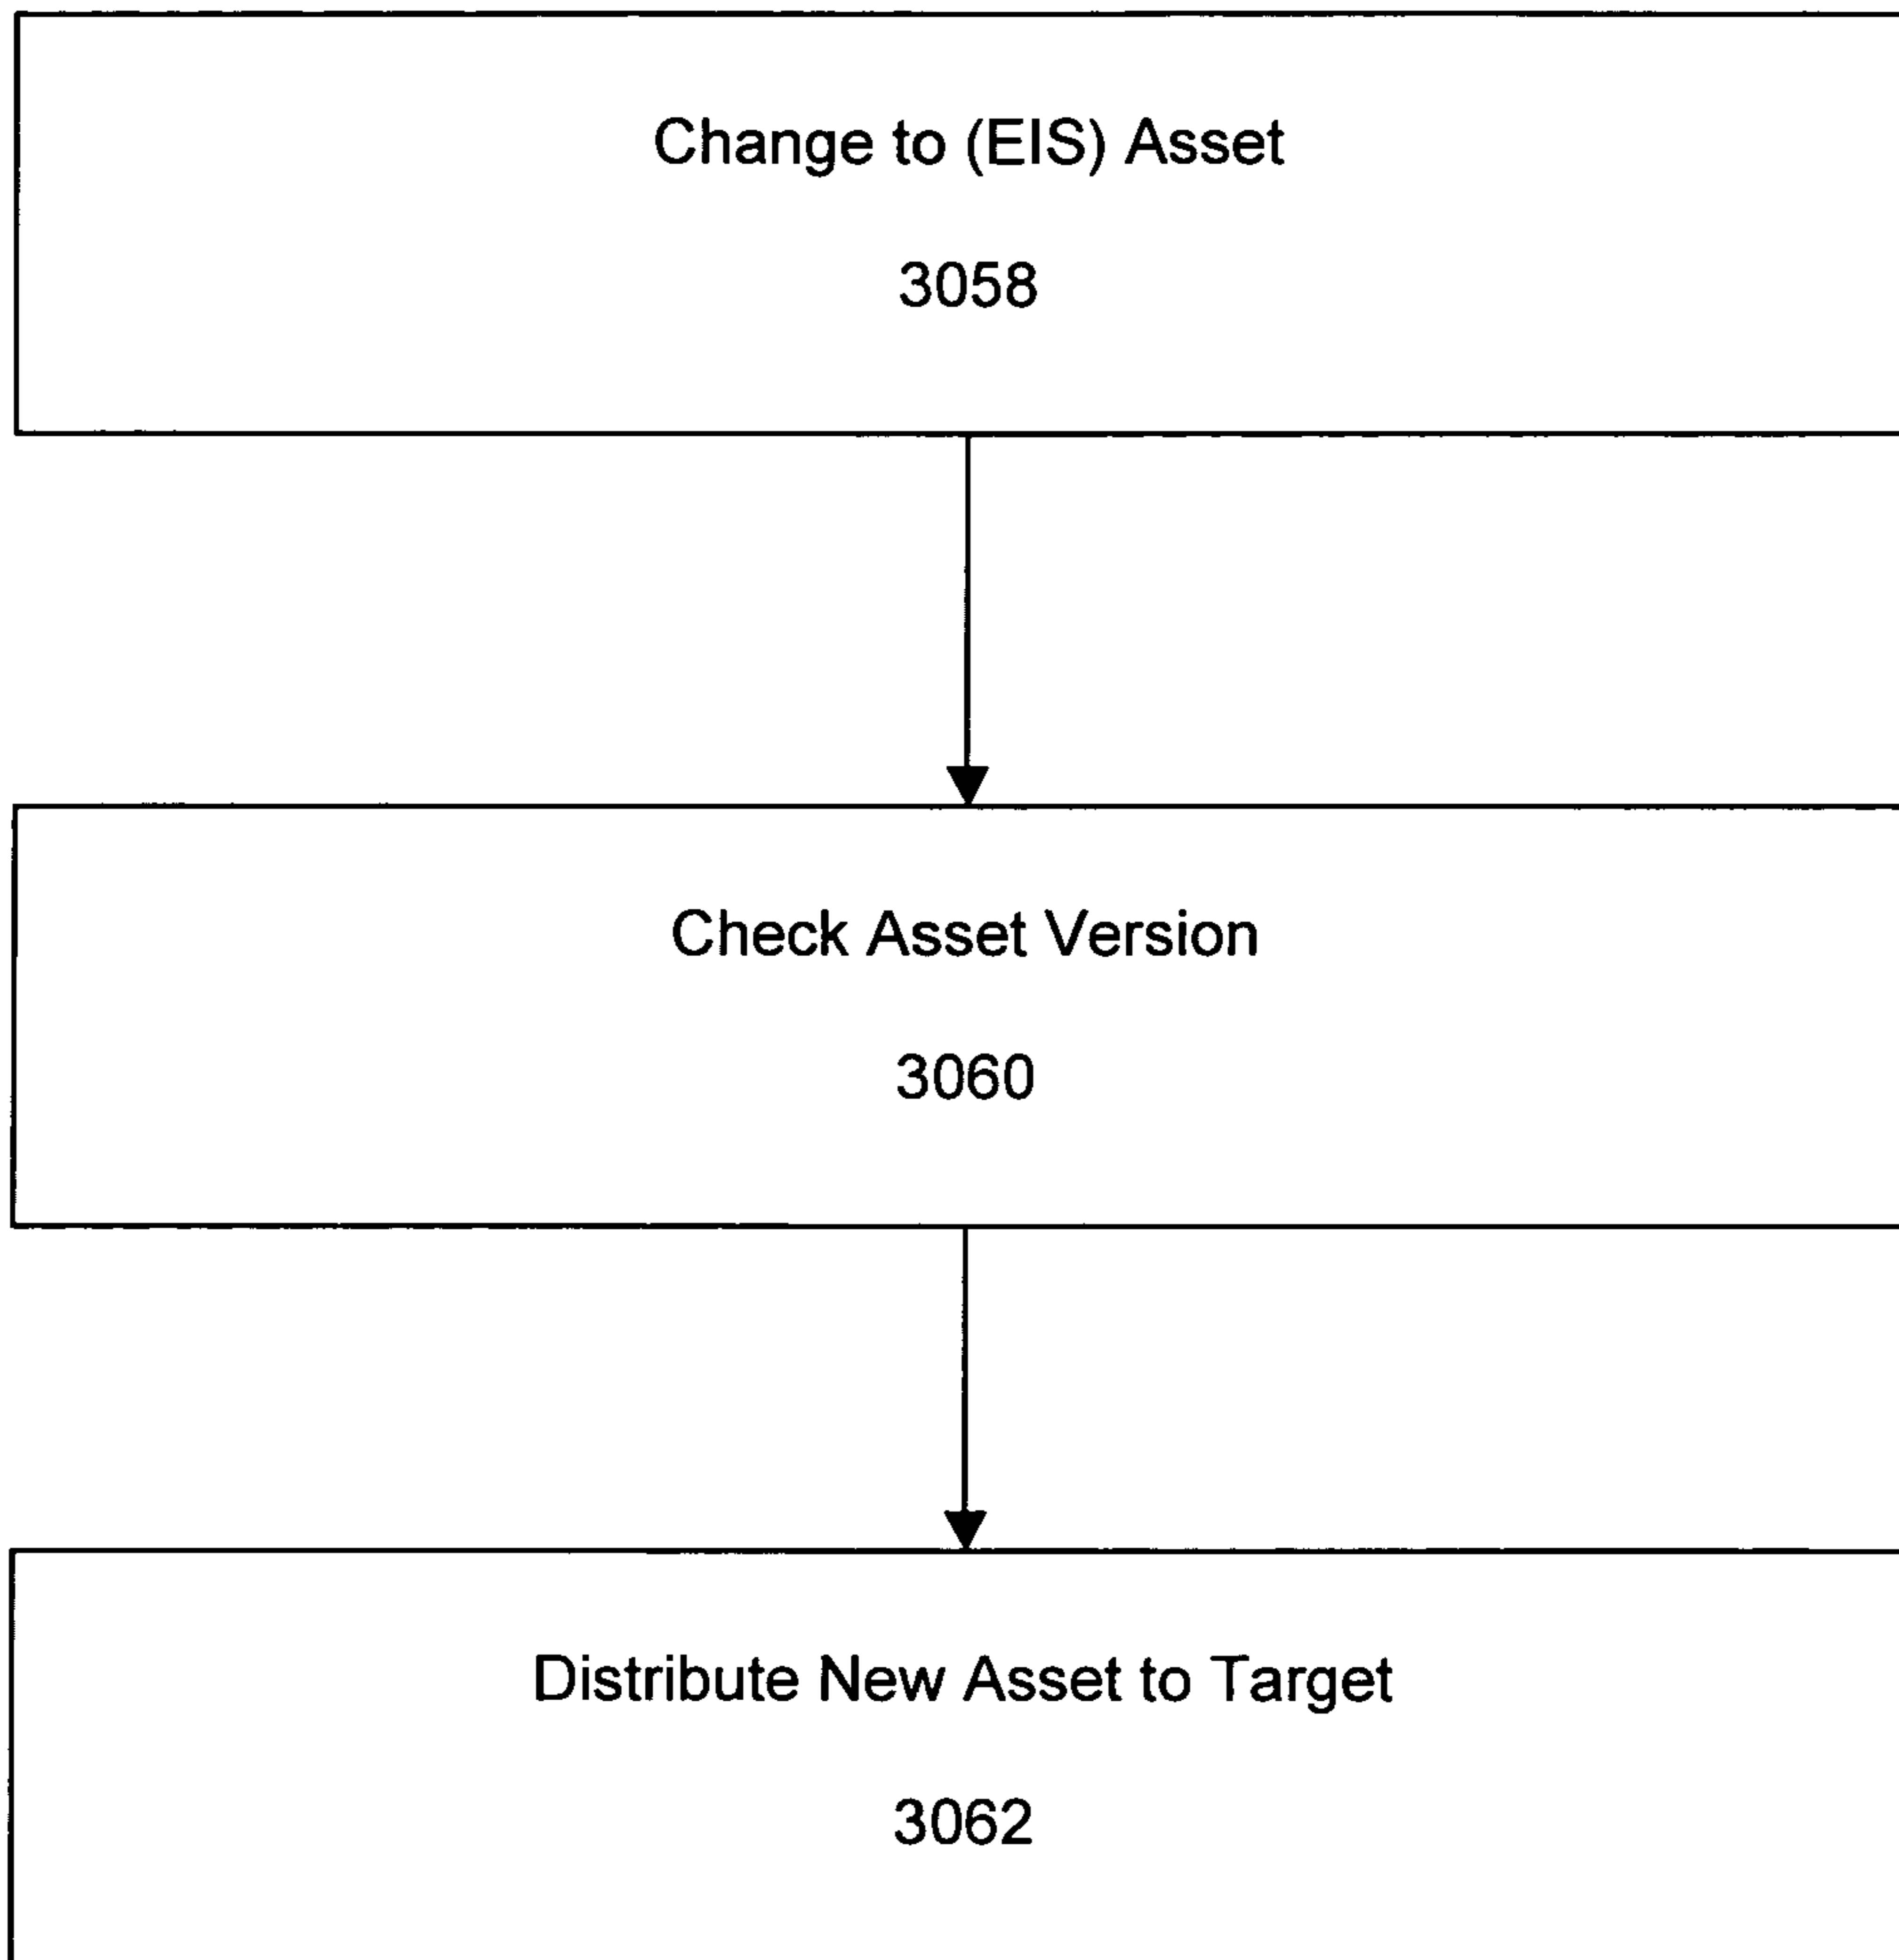 Change to (EIS) Asset
3058
Check Asset Version
3060
Distribute New Asset to Target
3062